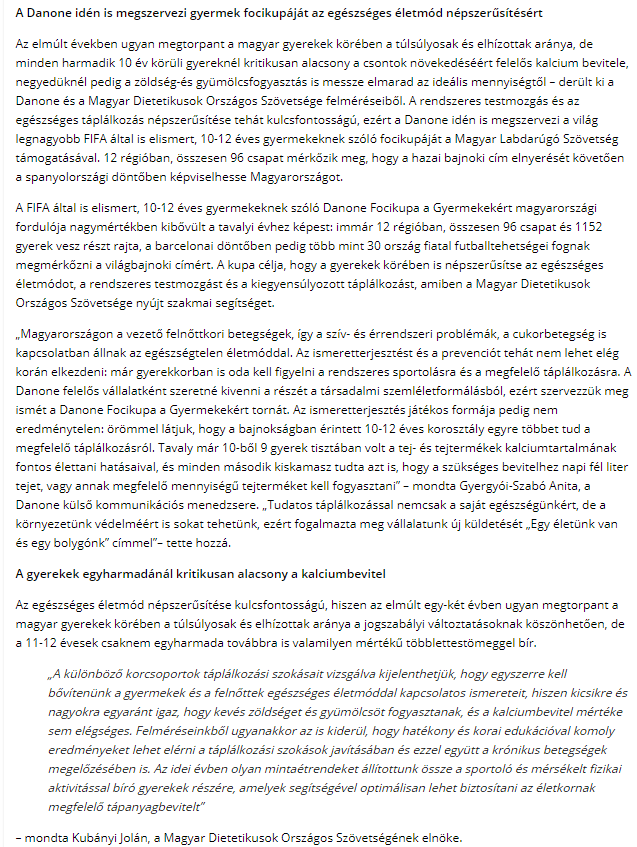 A Danone idén is megszervezi gyermek focikupáját az egészséges életmód népszerűsítésért
Az elmúlt években ugyan megtorpant a magyar gyerekek körében a túlsúlyosak és elhízottak aránya, de
minden harmadik 10 év körüli gyereknél kritikusan alacsony a csontok növekedéséért felelős kalcium bevitele,
negyedüknél pedig a zöldség-és gyümölcsfogyasztás is messze elmarad az ideális mennyiségtől – derült ki a
Danone és a Magyar Dietetikusok Országos Szövetsége felméréseiből. A rendszeres testmozgás és az
egészséges táplálkozás népszerűsítése tehát kulcsfontosságú, ezért a Danone idén is megszervezi a világ
legnagyobb FIFA által is elismert, 10-12 éves gyermekeknek szóló focikupáját a Magyar Labdarúgó Szövetség
támogatásával. 12 régióban, összesen 96 csapat mérkőzik meg, hogy a hazai bajnoki cím elnyerését követően
a spanyolországi döntőben képviselhesse Magyarországot.
A FIFA által is elismert, 10-12 éves gyermekeknek szóló Danone Focikupa a Gyermekekért magyarországi
fordulója nagymértékben kibővült a tavalyi évhez képest: immár 12 régióban, összesen 96 csapat és 1152
gyerek vesz részt rajta, a barcelonai döntőben pedig több mint 30 ország fiatal futballtehetségei fognak
megmérkőzni a világbajnoki címért. A kupa célja, hogy a gyerekek körében is népszerűsítse az egészséges
életmódot, a rendszeres testmozgást és a kiegyensúlyozott táplálkozást, amiben a Magyar Dietetikusok
Országos Szövetsége nyújt szakmai segítséget.
„Magyarországon a vezető felnőttkori betegségek, így a szív- és érrendszeri problémák, a cukorbetegség is
kapcsolatban állnak az egészségtelen életmóddal. Az ismeretterjesztést és a prevenciót tehát nem lehet elég
korán elkezdeni: már gyerekkorban is oda kell figyelni a rendszeres sportolásra és a megfelelő táplálkozásra. A
Danone felelős vállalatként szeretné kivenni a részét a társadalmi szemléletformálásból, ezért szervezzük meg
ismét a Danone Focikupa a Gyermekekért tornát. Az ismeretterjesztés játékos formája pedig nem
eredménytelen: örömmel látjuk, hogy a bajnokságban érintett 10-12 éves korosztály egyre többet tud a
megfelelő táplálkozásról. Tavaly már 10-ből 9 gyerek tisztában volt a tej- és tejtermékek kalciumtartalmának
fontos élettani hatásaival, és minden második kiskamasz tudta azt is, hogy a szükséges bevitelhez napi fél liter
tejet, vagy annak megfelelő mennyiségű tejterméket kell fogyasztani” – mondta Gyergyói-Szabó Anita, a
Danone külső kommunikációs menedzsere. „Tudatos táplálkozással nemcsak a saját egészségünkért, de a
környezetünk védelméért is sokat tehetünk, ezért fogalmazta meg vállalatunk új küldetését „Egy életünk van
és egy bolygónk” címmel”– tette hozzá.
A gyerekek egyharmadánál kritikusan alacsony a kalciumbevitel
Az egészséges életmód népszerűsítése kulcsfontosságú, hiszen az elmúlt egy-két évben ugyan megtorpant a
magyar gyerekek körében a túlsúlyosak és elhízottak aránya a jogszabályi változtatásoknak köszönhetően, de
a 11-12 évesek csaknem egyharmada továbbra is valamilyen mértékű többlettestömeggel bír.
„A különböző korcsoportok táplálkozási szokásait vizsgálva kijelenthetjük, hogy egyszerre kell
bővítenünk a gyermekek és a felnőttek egészséges életmóddal kapcsolatos ismereteit, hiszen kicsikre és
nagyokra egyaránt igaz, hogy kevés zöldséget és gyümölcsöt fogyasztanak, és a kalciumbevitel mértéke
sem elégséges. Felméréseinkből ugyanakkor az is kiderül, hogy hatékony és korai edukációval komoly
eredményeket lehet elérni a táplálkozási szokások javításában és ezzel együtt a krónikus betegségek
megelőzésében is. Az idei évben olyan mintaétrendeket állítottunk össze a sportoló és mérsékelt fizikai
aktivitással bíró gyerekek részére, amelyek segítségével optimálisan lehet biztosítani az életkornak
megfelelő tápanyagbevitelt”
– mondta Kubányi Jolán, a Magyar Dietetikusok Országos Szövetségének elnöke.